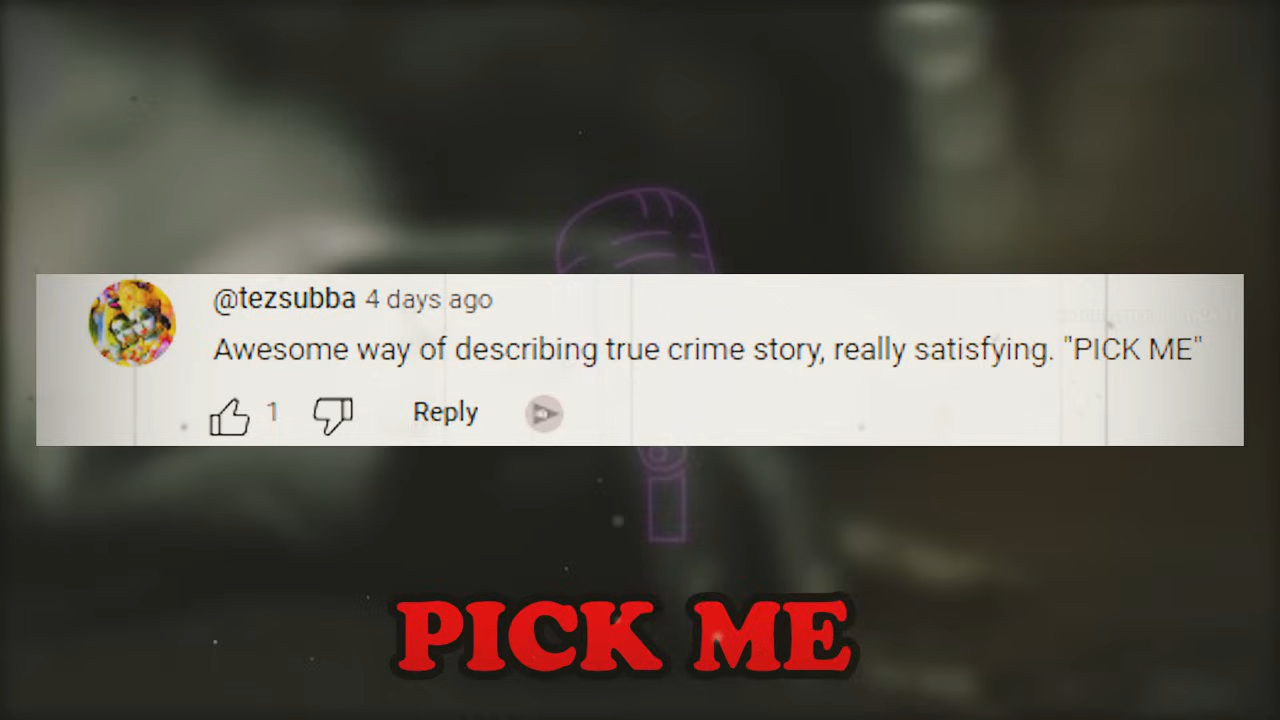 @tezsubba 4 days ago
Awesome way of describing true crime story, really satisfying. "PICK ME"
1 Reply
PICK ME